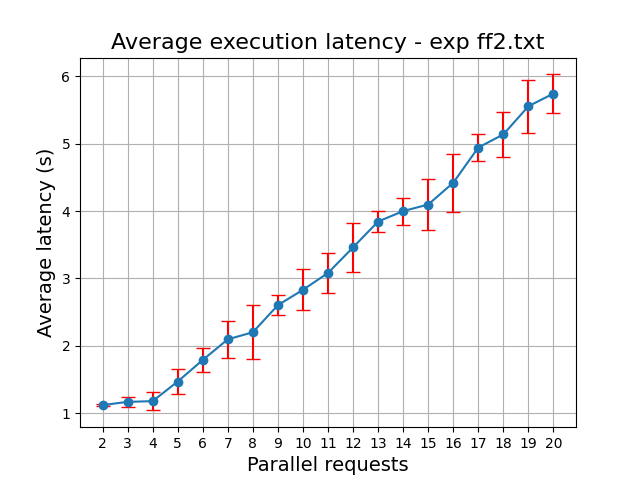 Average execution latency - exp ff2.txt
6
5
4
3
2
1
Average latency (s)
2 3 4 5 6 7 8 9 10 11 12 13 14 15 16 17 18 19 20
Parallel requests